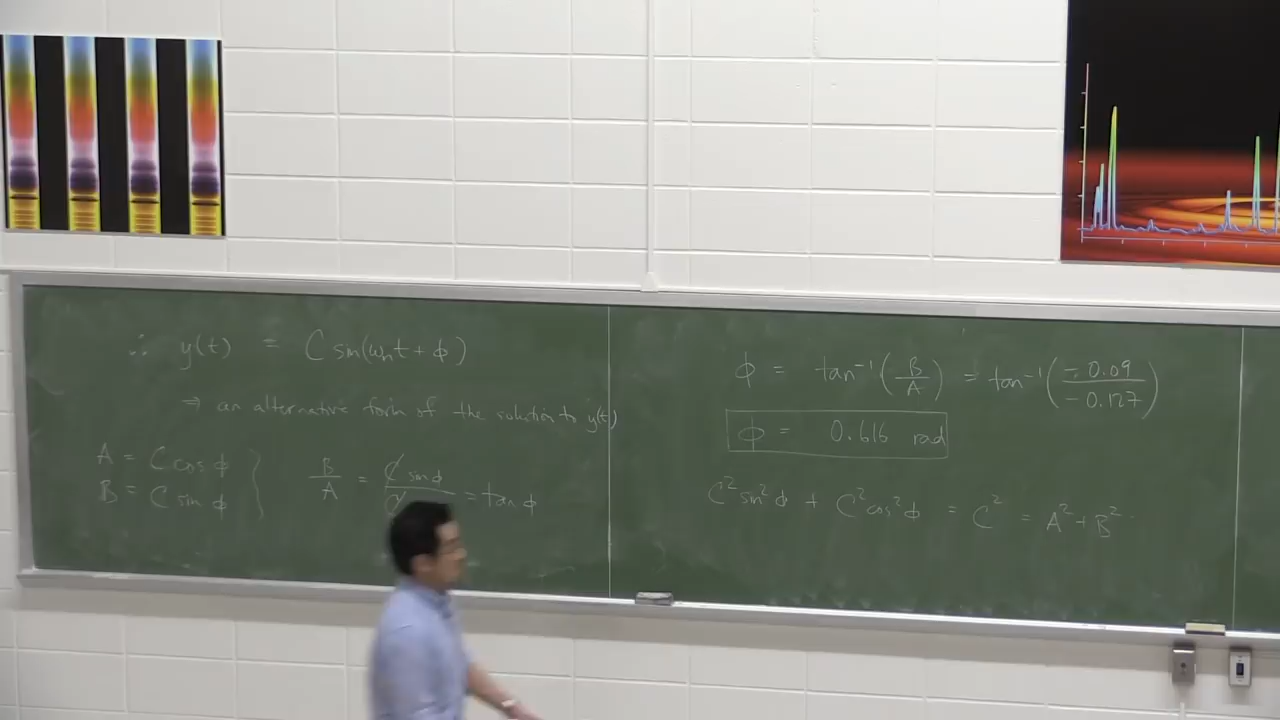 ∴ y(t) = C sin(ωnt + ϕ)
⇒ an alternative form of the solution to y(t)
A = C cos ϕ
B = C sin ϕ
B/A = C sin ϕ / C = tan ϕ
ϕ = tan⁻¹(B/A) = tan⁻¹(-0.09/-0.127)
ϕ = 0.616 rad
C² sin² ϕ + C² cos² ϕ = C² = A² + B²